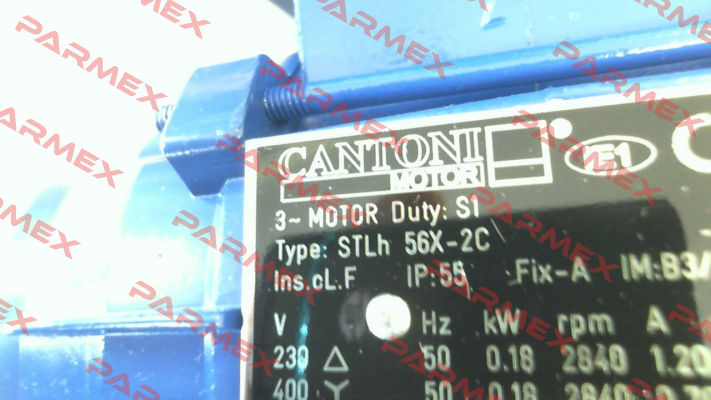 CANTONI
MOTOR
IE1
3~ MOTOR Duty: S1
Type: STLh 56X-2C
Ins.cL.F IP:55 Fix-A IM:B3/
V Hz kW rpm A
230 △ 50 0.18 2840 1.20
400 Y 50 0.18 2840
PARMEX